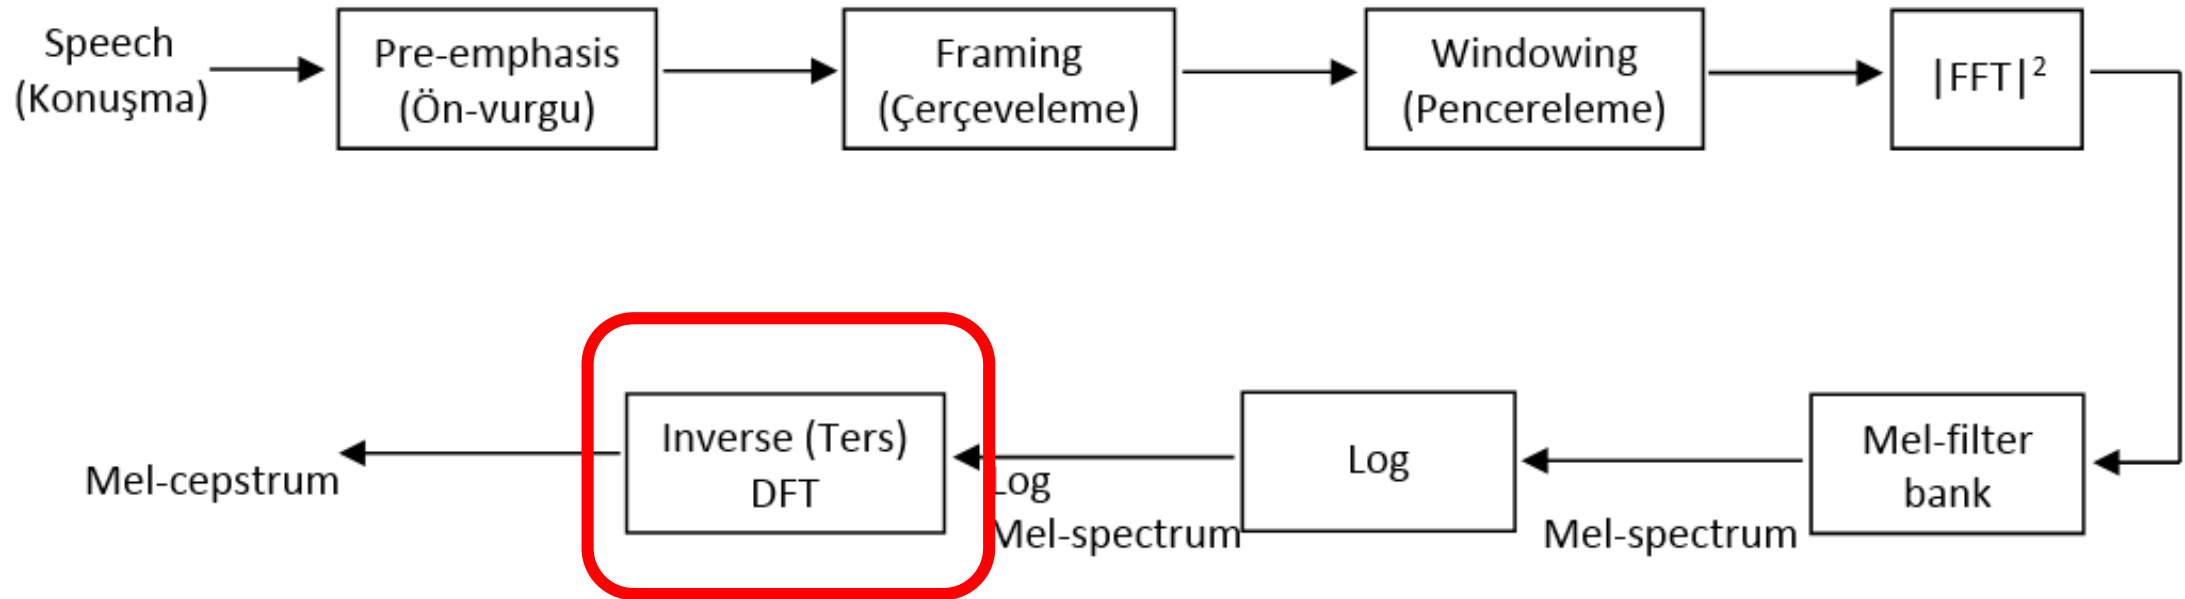 Speech
(Konuşma)
Pre-emphasis
(Ön-vurgu)
Framing
(Çerçeveleme)
Windowing
(Pencereleme)
|FFT|²
Mel-filter
bank
Mel-spectrum
Log
Log
Mel-spectrum
Inverse (Ters)
DFT
Mel-cepstrum